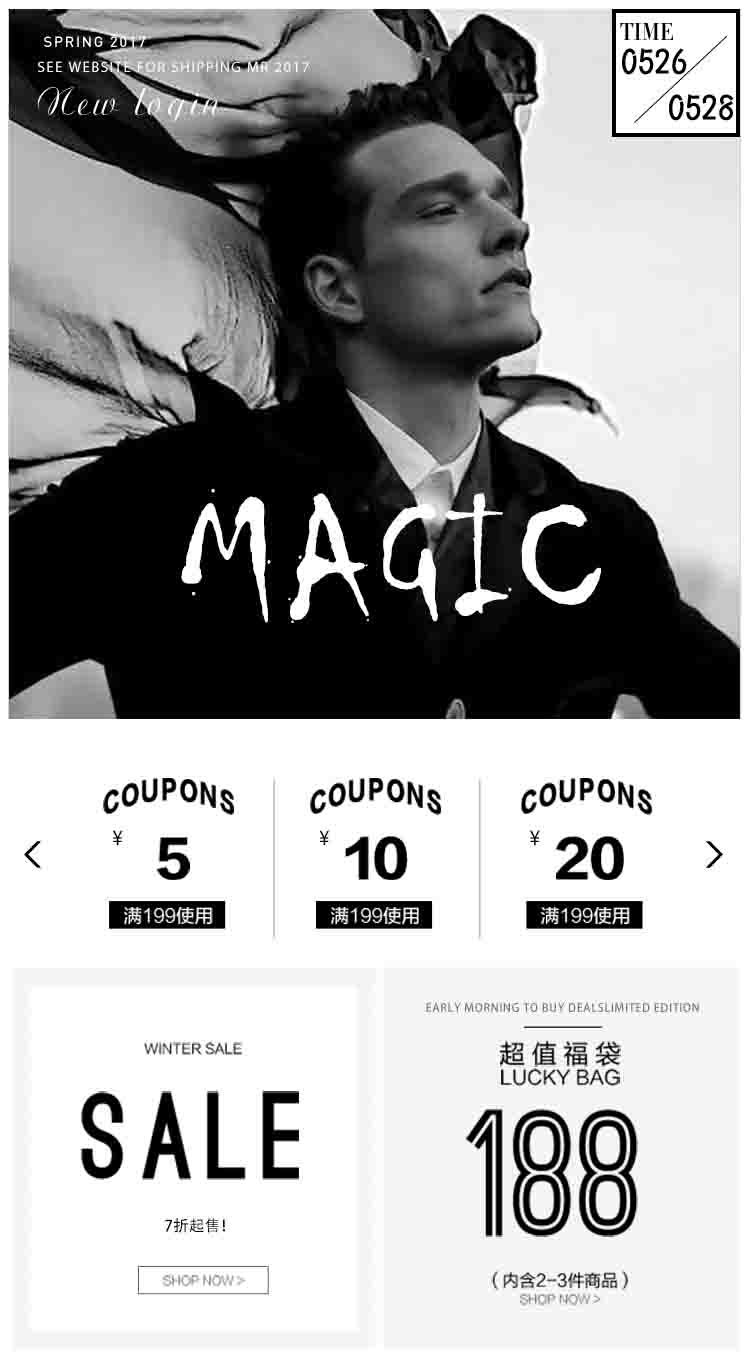 SPRING 2017
SEE WEBSITE FOR SHIPPING MR 2017
New login
TIME
0526
0528
MAGIC
COUPONS
¥ 5
满199使用
COUPONS
¥ 10
满199使用
COUPONS
¥ 20
满199使用
WINTER SALE
SALE
7折起售!
SHOP NOW >
EARLY MORNING TO BUY DEALSLIMITED EDITION
超值福袋
LUCKY BAG
188
(内含2-3件商品)
SHOP NOW >